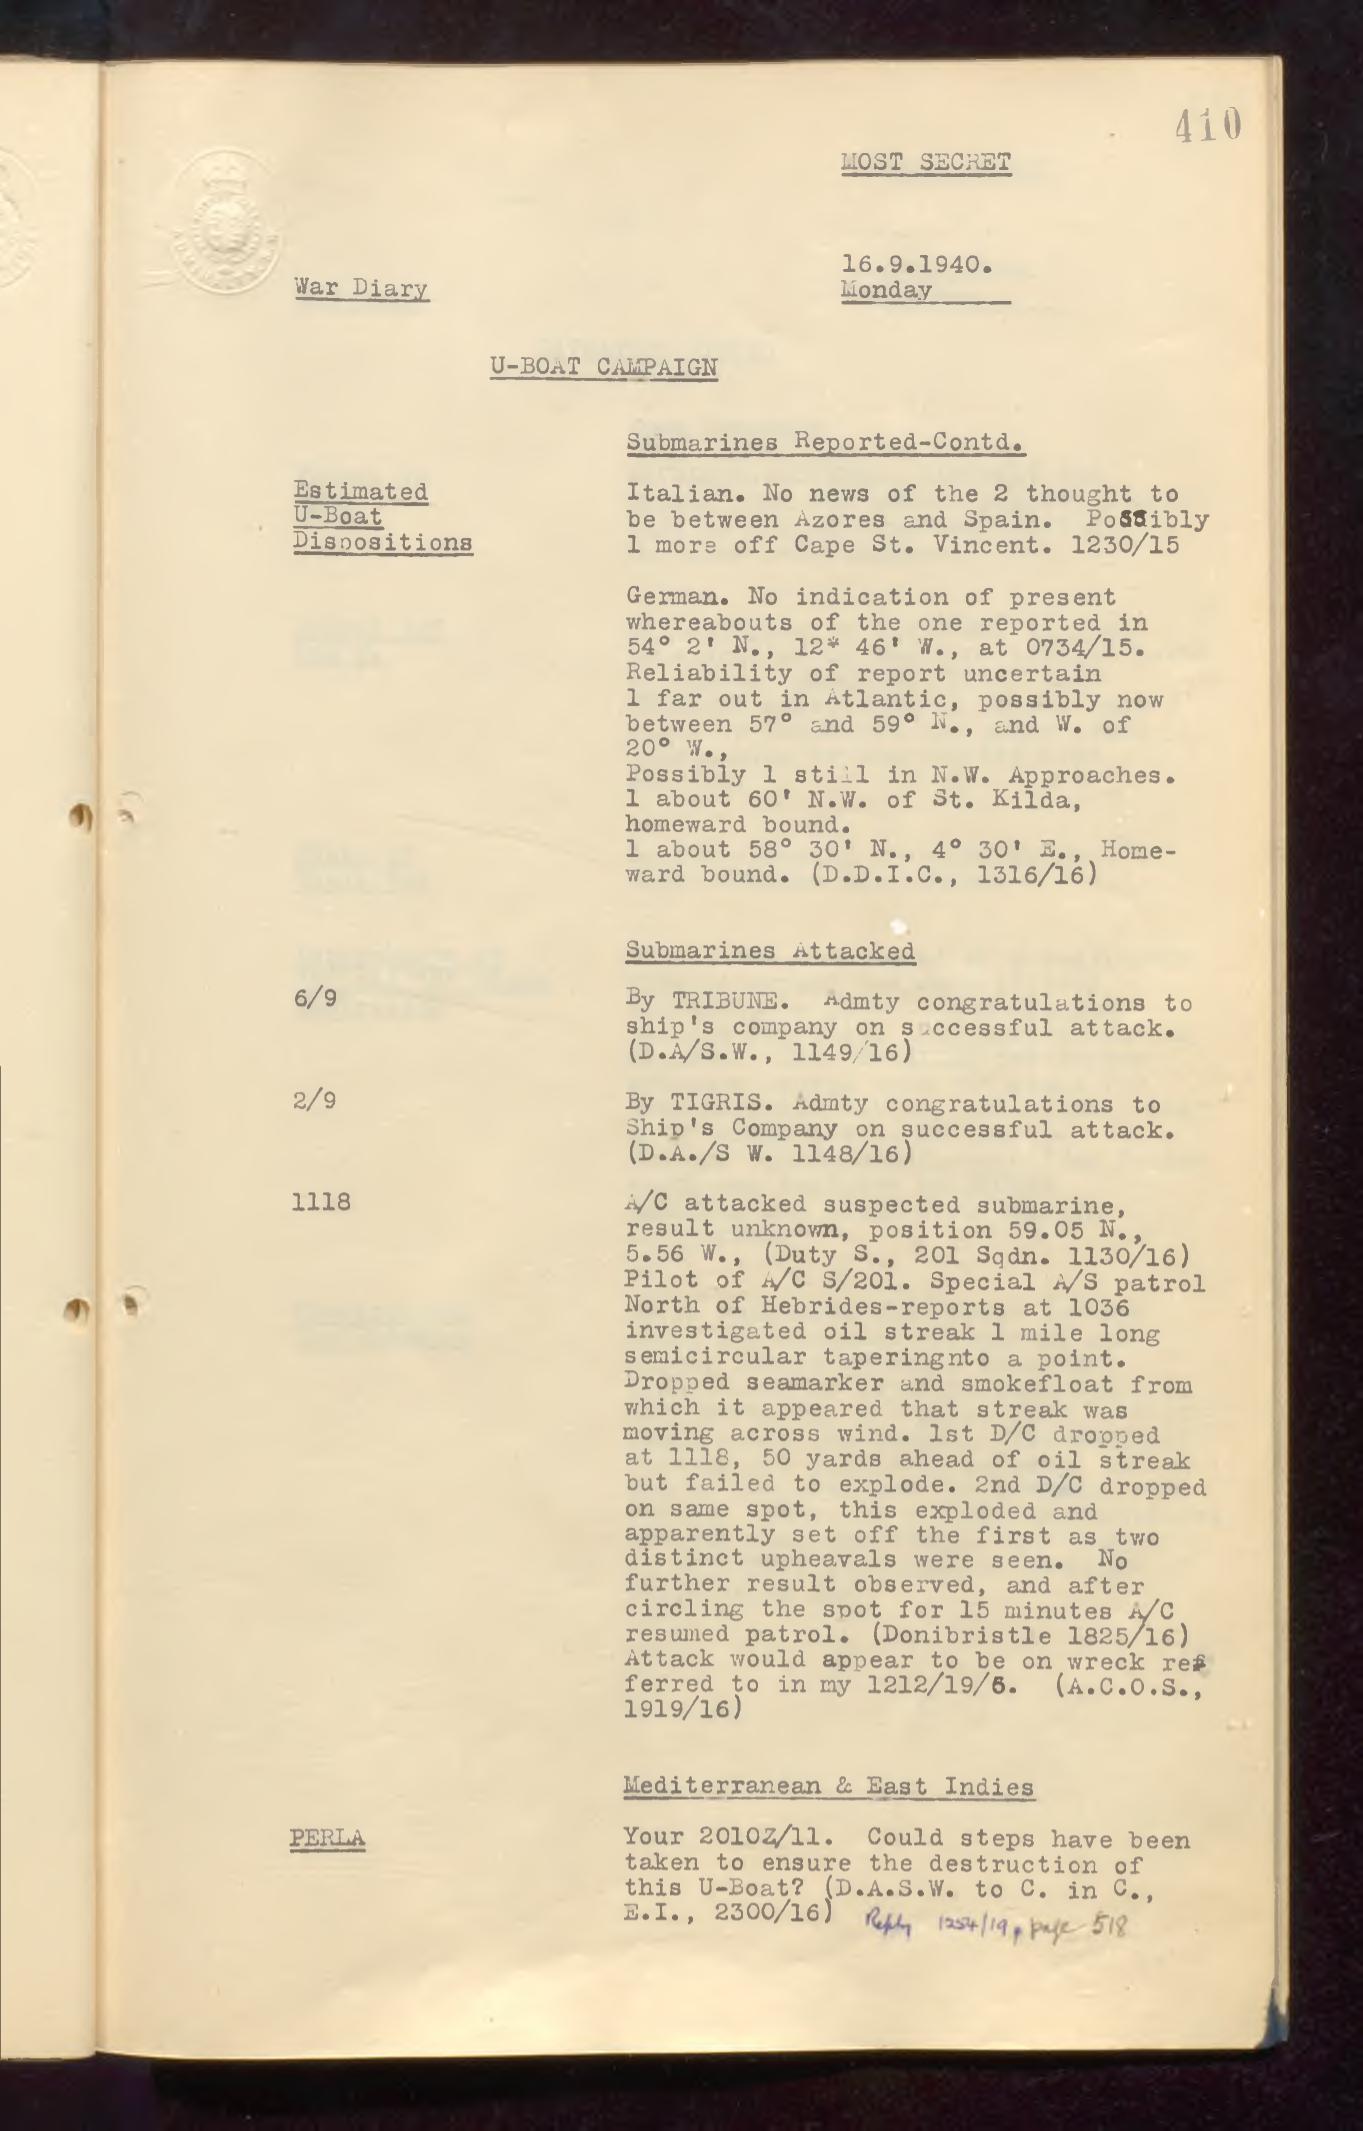 410
MOST SECRET
16.9.1940.
War Diary
Monday
U-BOAT CAMPAIGN
Submarines Reported-Contd.
Estimated
U-Boat
Dispositions
Italian. No news of the 2 thought to
be between Azores and Spain. Possibly
1 more off Cape St. Vincent. 1230/15
German. No indication of present
whereabouts of the one reported in
54° 2' N., 12* 46' W., at 0734/15.
Reliability of report uncertain
1 far out in Atlantic, possibly now
between 57° and 59° N., and W. of
20° W.,
Possibly 1 still in N.W. Approaches.
1 about 60' N.W. of St. Kilda,
homeward bound.
1 about 58° 30' N., 4° 30' E., Home-
ward bound. (D.D.I.C., 1316/16)
Submarines Attacked
6/9
By TRIBUNE. Admty congratulations to
ship's company on successful attack.
(D.A/S.W., 1149/16)
2/9
By TIGRIS. Admty congratulations to
Ship's Company on successful attack.
(D.A./S W. 1148/16)
1118
A/C attacked suspected submarine,
result unknown, position 59.05 N.,
5.56 W., (Duty S., 201 Sqdn. 1130/16)
Pilot of A/C S/201. Special A/S patrol
North of Hebrides-reports at 1036
investigated oil streak 1 mile long
semicircular taperingnto a point.
Dropped seamarker and smokefloat from
which it appeared that streak was
moving across wind. 1st D/C dropped
at 1118, 50 yards ahead of oil streak
but failed to explode. 2nd D/C dropped
on same spot, this exploded and
apparently set off the first as two
distinct upheavals were seen. No
further result observed, and after
circling the spot for 15 minutes A/C
resumed patrol. (Donibristle 1825/16)
Attack would appear to be on wreck ref
ferred to in my 1212/19/6. (A.C.O.S.,
1919/16)
Mediterranean & East Indies
PERLA
Your 2010Z/11. Could steps have been
taken to ensure the destruction of
this U-Boat? (D.A.S.W. to C. in C.,
E.I., 2300/16) Reply 1254/19, page 518